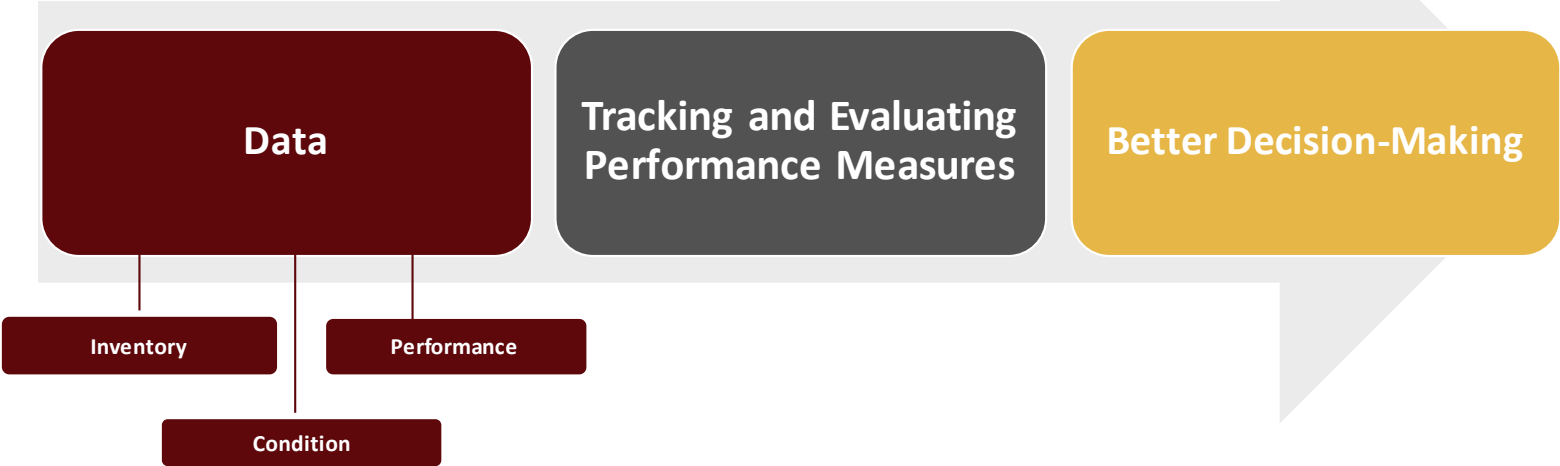 Data
Tracking and Evaluating
Performance Measures
Better Decision-Making
Inventory
Performance
Condition